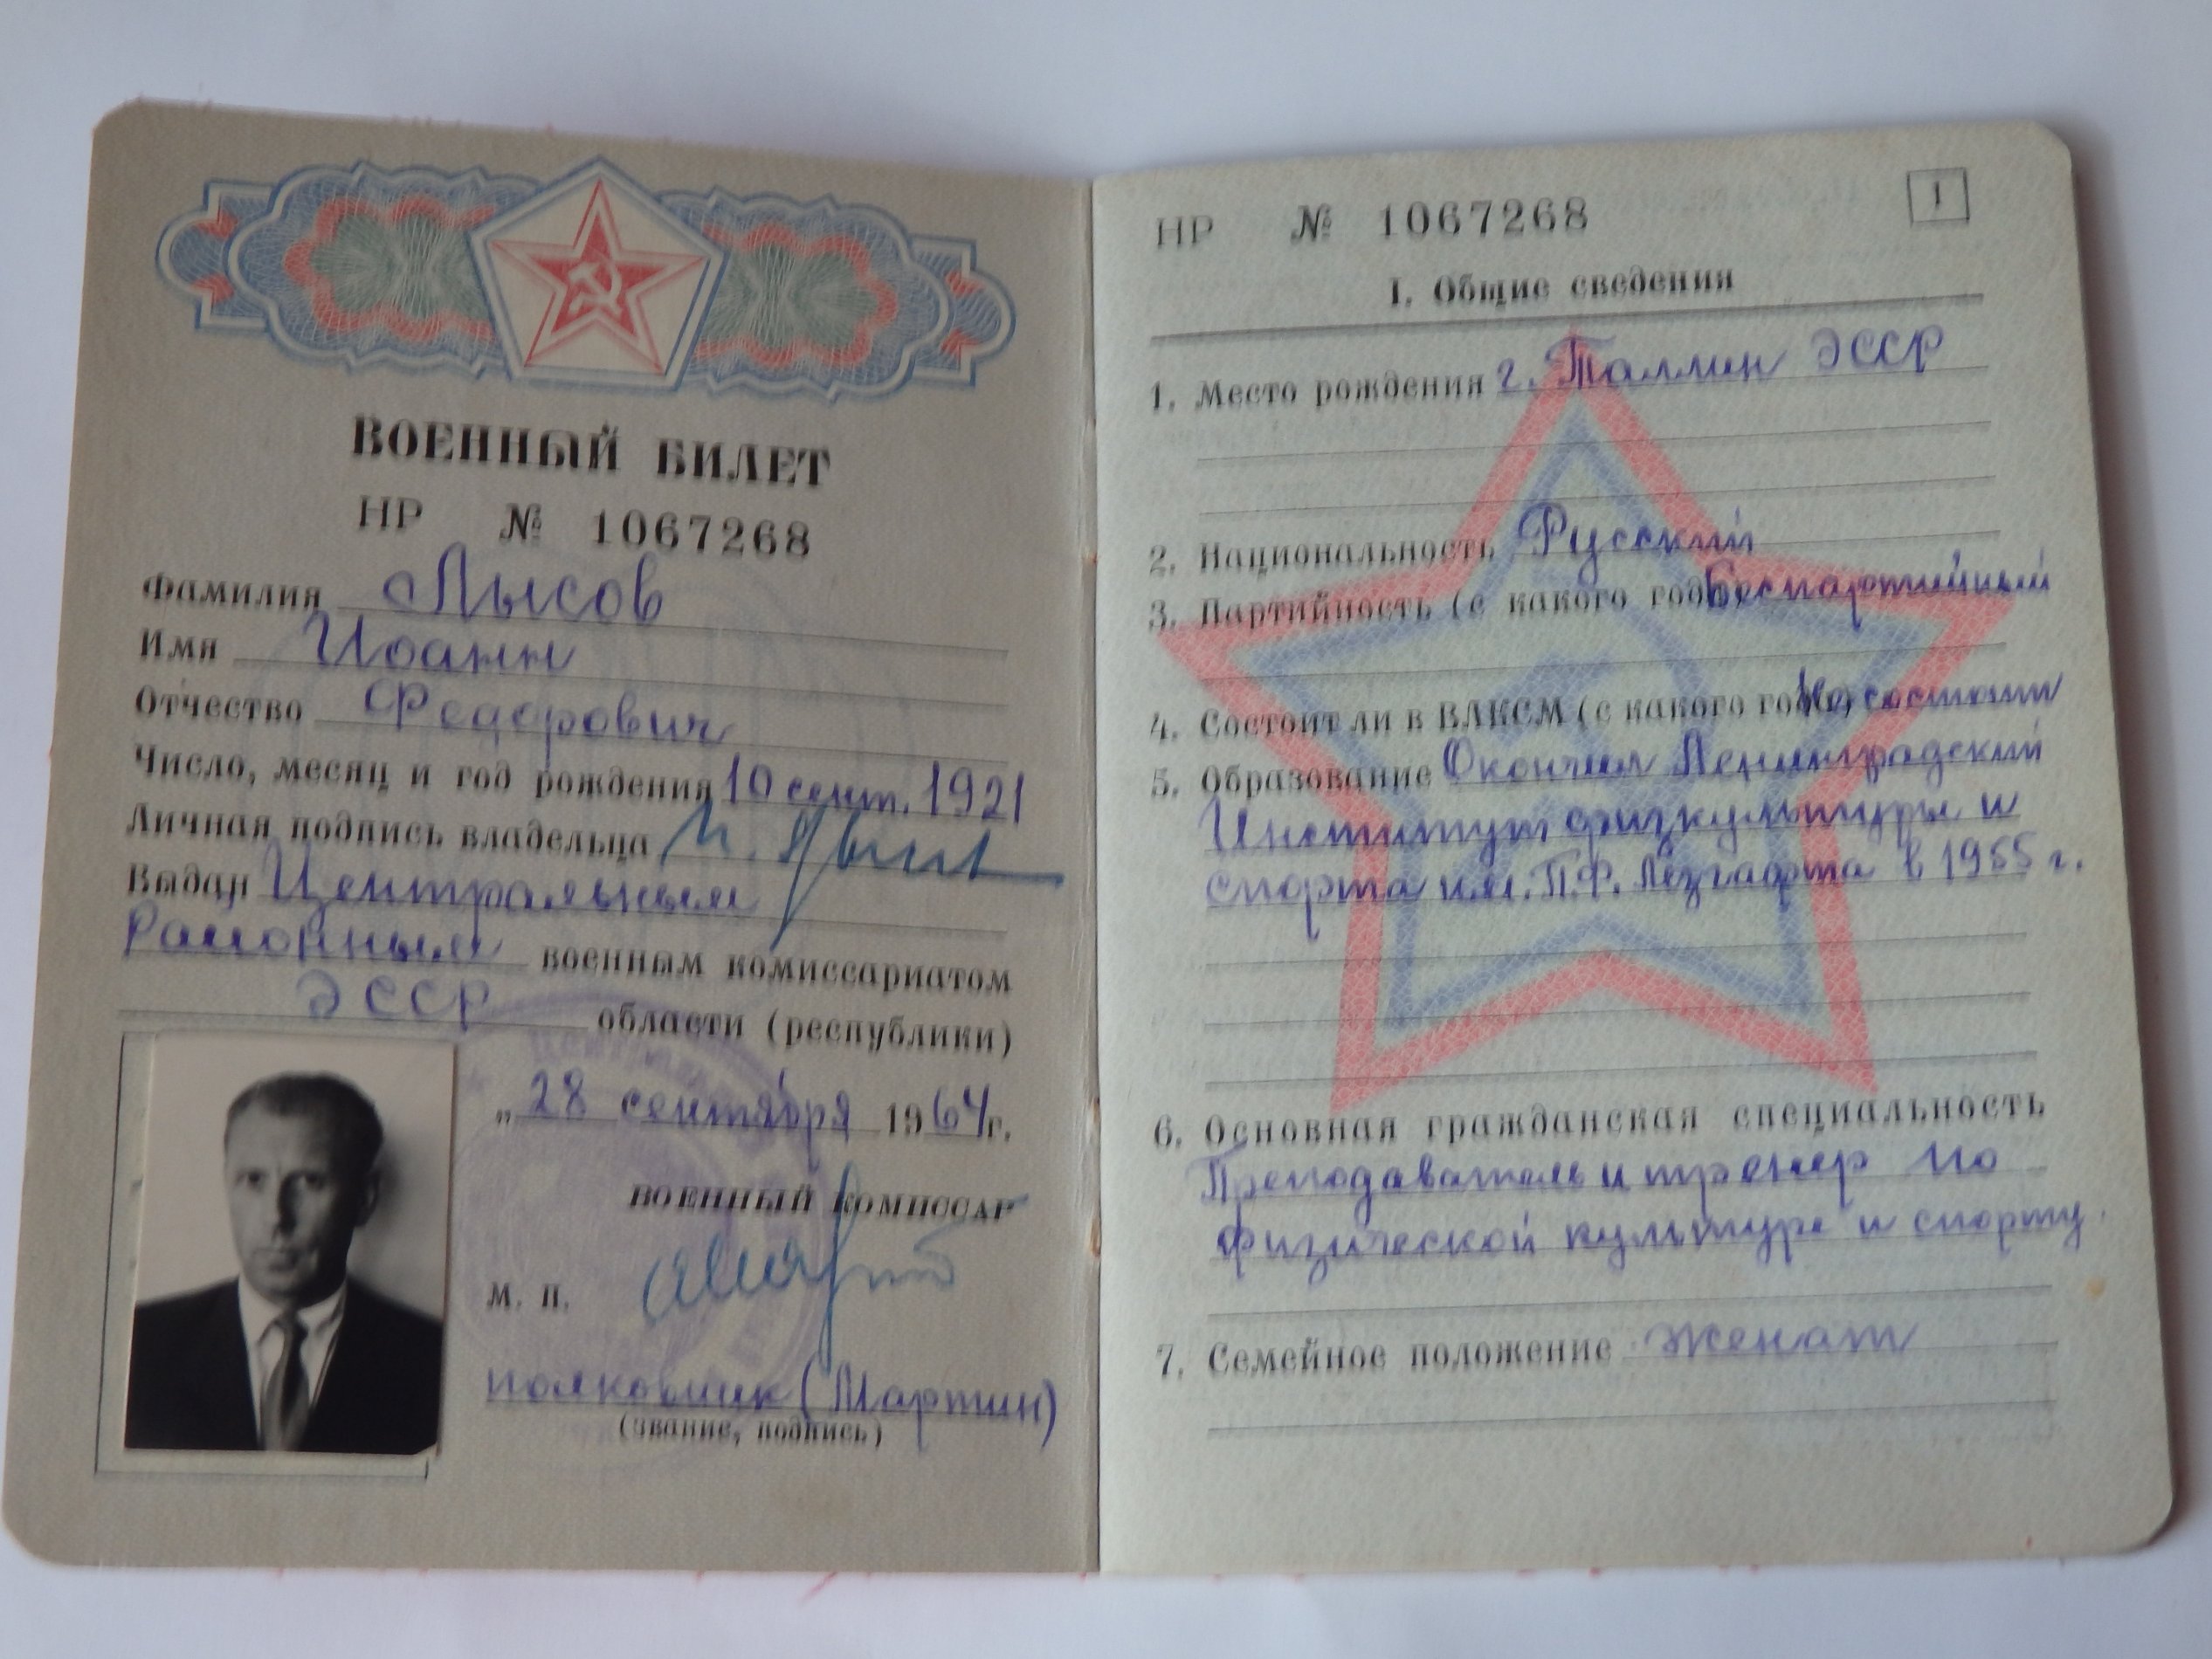 ВОЕННЫЙ БИЛЕТ
НР № 1067268
Фамилия Лысов
Имя Иоанн
Отчество Федорович
Число, месяц и год рождения 10 сент. 1921
Личная подпись владельца
Выдан Центральным
Районным военным комиссариатом
ЭССР области (республики)
„28 сентября 1964г.
ВОЕННЫЙ КОМИССАР
М. П.
полковник (Мартин)
(звание, подпись)
НР № 1067268
1
I. Общие сведения
1. Место рождения г. Таллин ЭССР
2. Национальность Русский
3. Партийность (с какого года) Беспартийный
4. Состоит ли в ВЛКСМ (с какого года) Не состоит
5. Образование Окончил Ленинградский
Институт физкультуры и
спорта им. П.Ф. Лезгафта в 1955 г.
6. Основная гражданская специальность
Преподаватель и тренер по
физической культуре и спорту.
7. Семейное положение женат